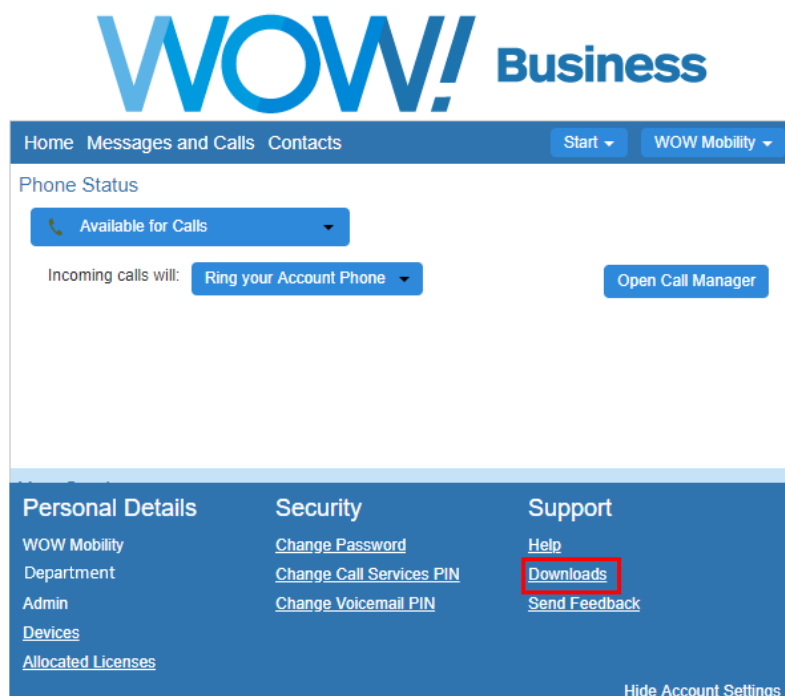 WOW! Business
Home Messages and Calls Contacts Start WOW Mobility
Phone Status
Available for Calls
Incoming calls will: Ring your Account Phone Open Call Manager
Personal Details Security Support
WOW Mobility Change Password Help
Department Change Call Services PIN Downloads
Admin Change Voicemail PIN Send Feedback
Devices
Allocated Licenses
Hide Account Settings